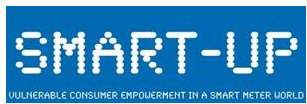 SMART-UP
VULNERABLE CONSUMER EMPOWERMENT IN A SMART METER WORLD